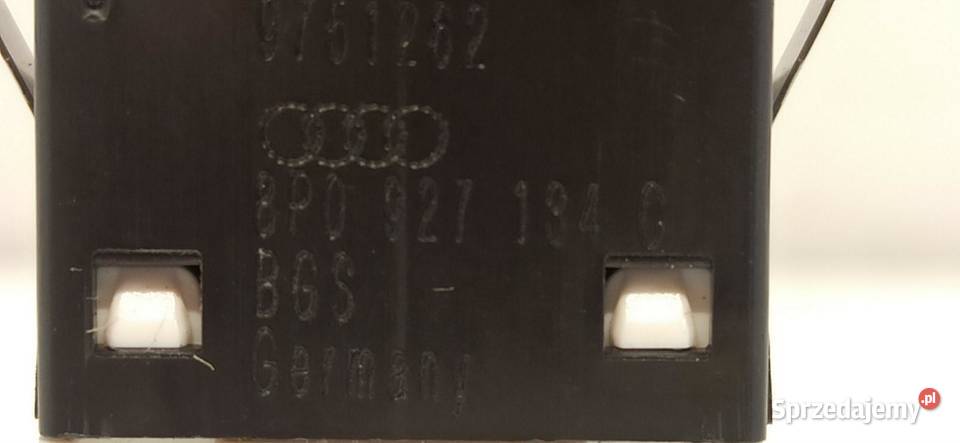 9751262
8P0 927 134 C
BGS
Germany
Sprzedajemy.pl